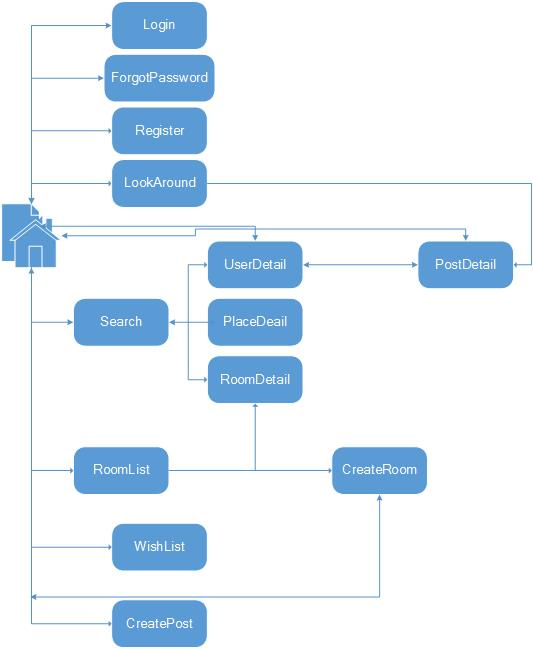 Login
ForgotPassword
Register
LookAround
UserDetail
PostDetail
Search
PlaceDeail
RoomDetail
RoomList
CreateRoom
WishList
CreatePost